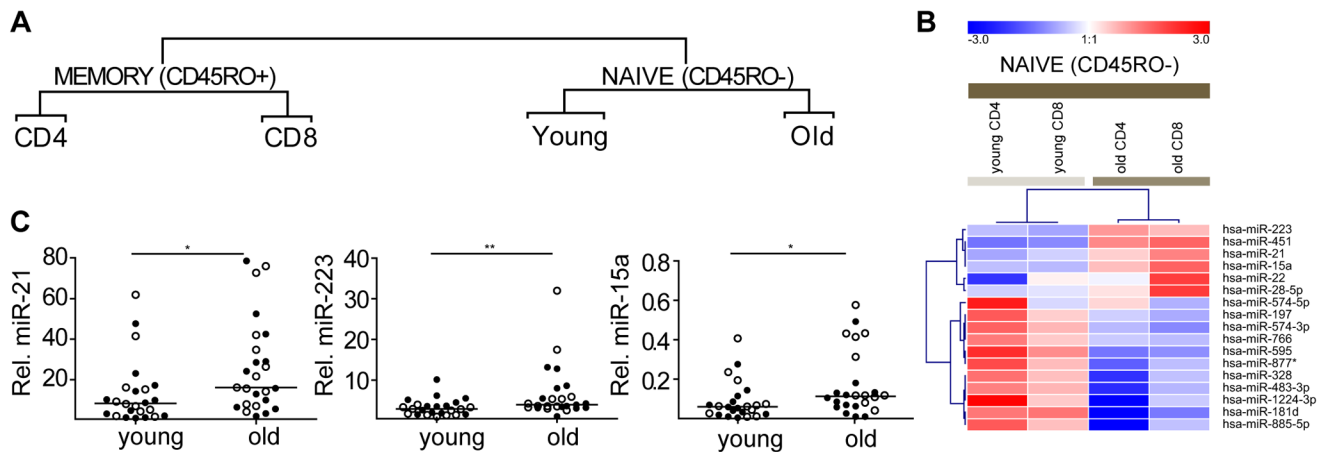 A
MEMORY (CD45RO+)
NAIVE (CD45RO-)
CD4
CD8
Young
Old
B
-3.0
1:1
3.0
NAIVE (CD45RO-)
young CD4
young CD8
old CD4
old CD8
hsa-miR-223
hsa-miR-451
hsa-miR-21
hsa-miR-15a
hsa-miR-22
hsa-miR-28-5p
hsa-miR-574-5p
hsa-miR-197
hsa-miR-574-3p
hsa-miR-766
hsa-miR-595
hsa-miR-877*
hsa-miR-328
hsa-miR-483-3p
hsa-miR-1224-3p
hsa-miR-181d
hsa-miR-885-5p
C
Rel. miR-21
80
60
40
20
*
young
old
Rel. miR-223
40
30
20
10
**
young
old
Rel. miR-15a
0.8
0.6
0.4
0.2
*
young
old